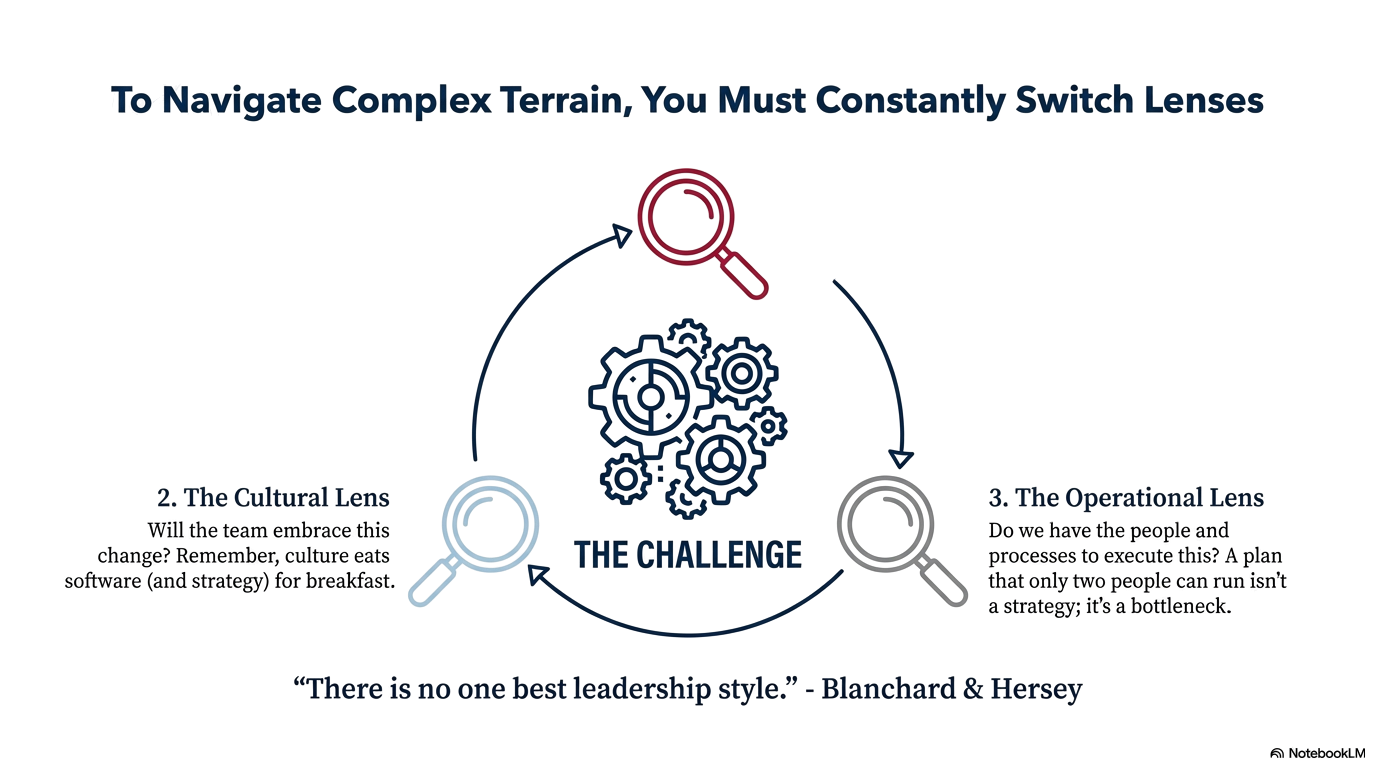 To Navigate Complex Terrain, You Must Constantly Switch Lenses
2. The Cultural Lens
Will the team embrace this
change? Remember, culture eats
software (and strategy) for breakfast.
3. The Operational Lens
Do we have the people and
processes to execute this? A plan
that only two people can run isn’t
a strategy; it’s a bottleneck.
THE CHALLENGE
“There is no one best leadership style.” - Blanchard & Hersey
NotebookLM